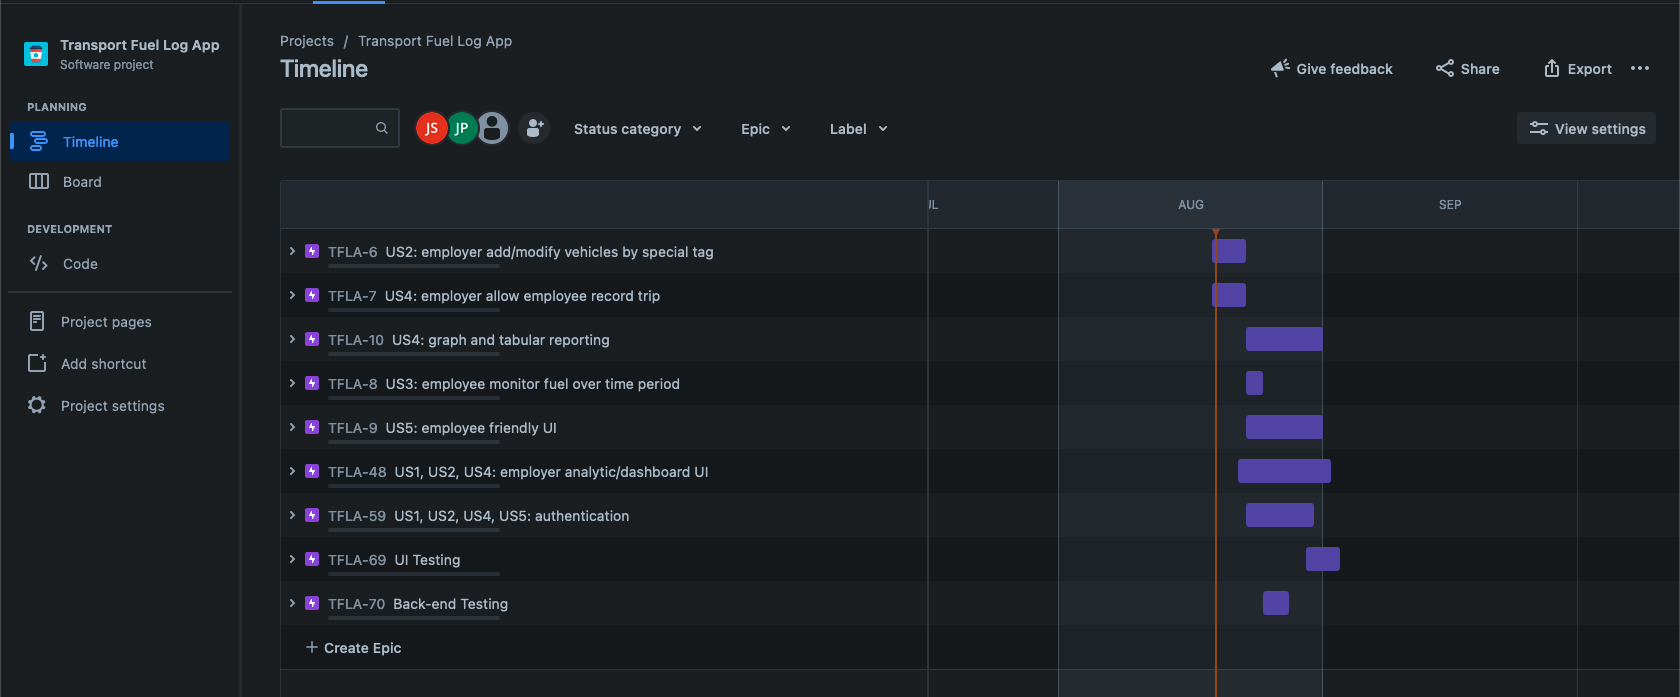 Transport Fuel Log App
Software project
PLANNING
Timeline
Board
DEVELOPMENT
Code
Project pages
Add shortcut
Project settings
Projects / Transport Fuel Log App
Timeline
Give feedback
Share
Export
JS
JP
Status category
Epic
Label
View settings
UL
AUG
SEP
TFLA-6 US2: employer add/modify vehicles by special tag
TFLA-7 US4: employer allow employee record trip
TFLA-10 US4: graph and tabular reporting
TFLA-8 US3: employee monitor fuel over time period
TFLA-9 US5: employee friendly UI
TFLA-48 US1, US2, US4: employer analytic/dashboard UI
TFLA-59 US1, US2, US4, US5: authentication
TFLA-69 UI Testing
TFLA-70 Back-end Testing
+ Create Epic